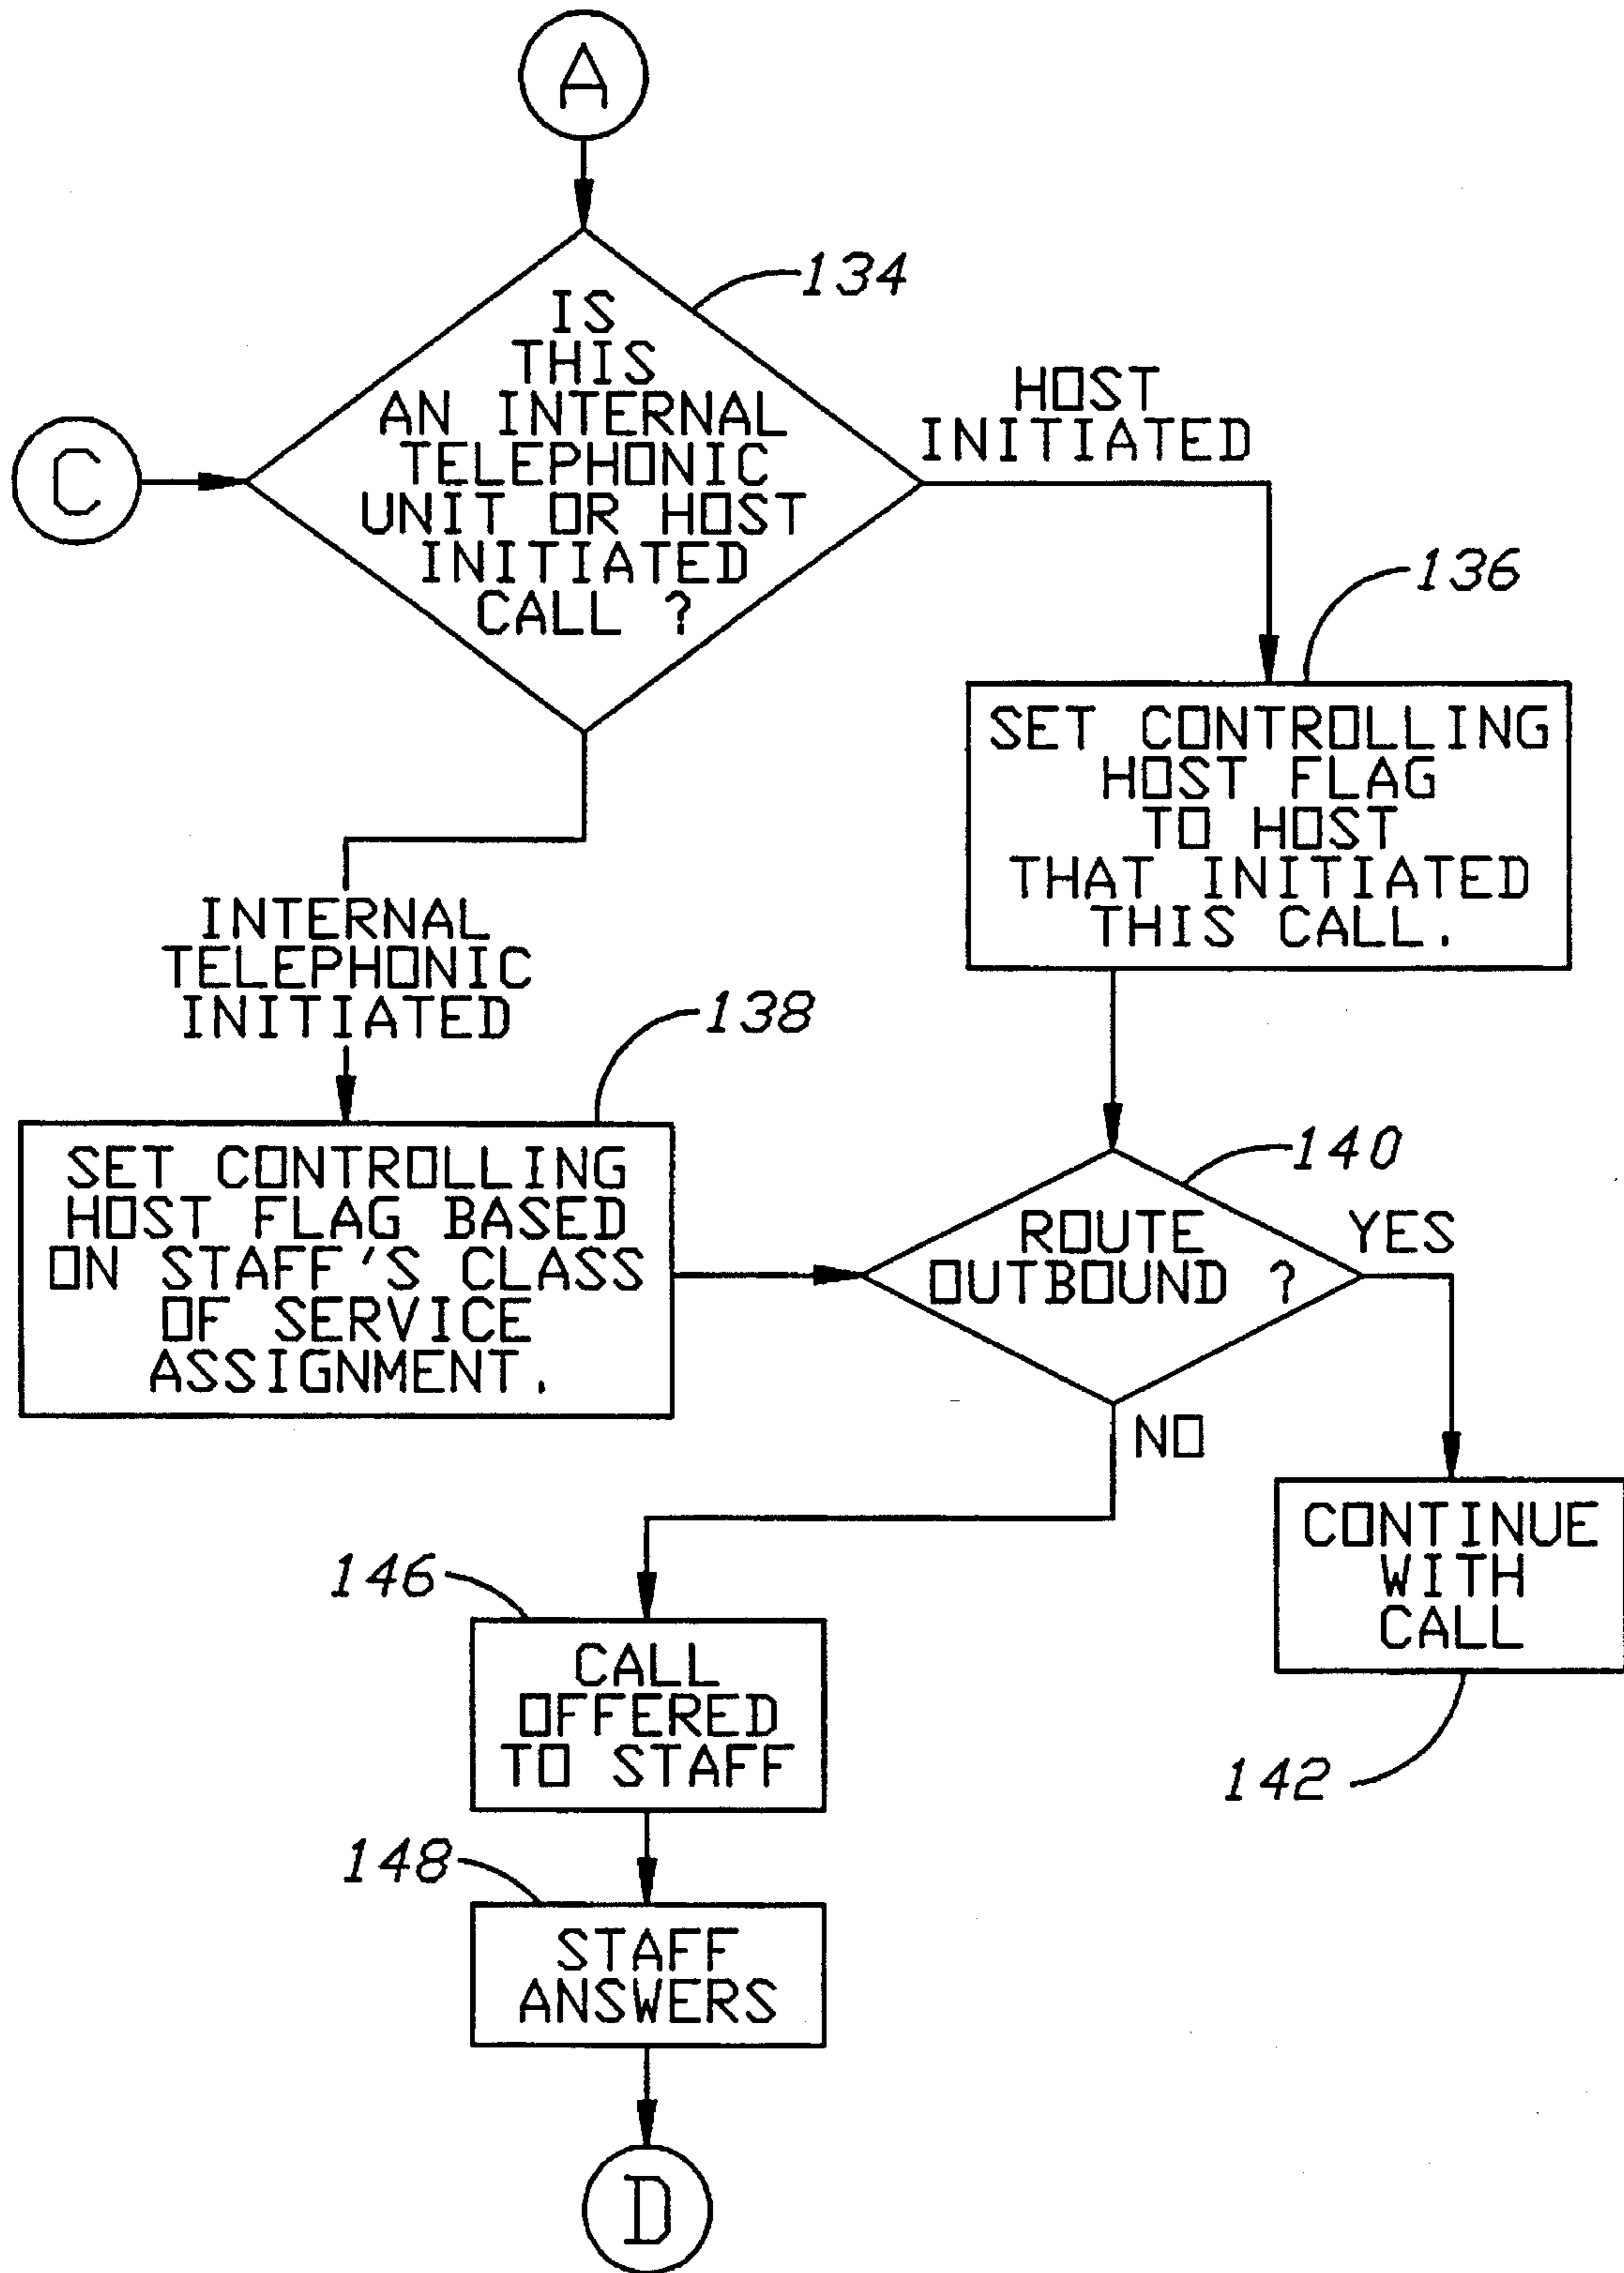 A
134
IS
THIS
AN INTERNAL
TELEPHONIC
UNIT OR HOST
INITIATED
CALL ?
C
HOST
INITIATED
136
SET CONTROLLING
HOST FLAG
TO HOST
THAT INITIATED
THIS CALL.
INTERNAL
TELEPHONIC
INITIATED
138
SET CONTROLLING
HOST FLAG BASED
ON STAFF'S CLASS
OF SERVICE
ASSIGNMENT.
140
ROUTE
OUTBOUND ?
YES
NO
CONTINUE
WITH
CALL
142
146
CALL
OFFERED
TO STAFF
148
STAFF
ANSWERS
D